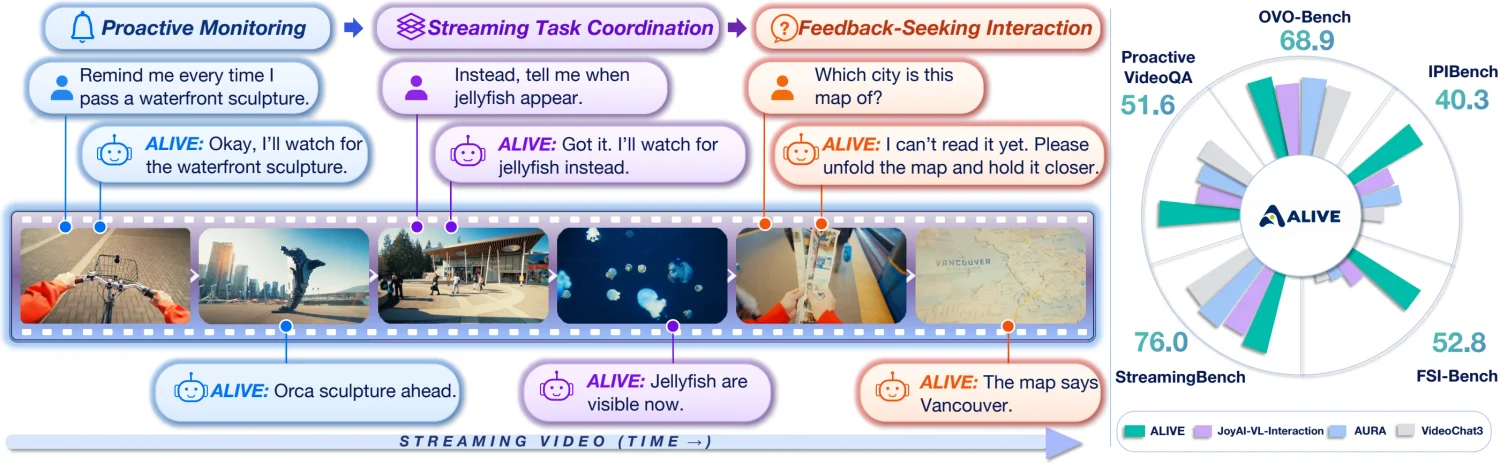 Proactive Monitoring
Streaming Task Coordination
Feedback-Seeking Interaction
Remind me every time I
pass a waterfront sculpture.
ALIVE: Okay, I'll watch for
the waterfront sculpture.
Instead, tell me when
jellyfish appear.
ALIVE: Got it. I'll watch for
jellyfish instead.
Which city is this
map of?
ALIVE: I can't read it yet. Please
unfold the map and hold it closer.
VANCOUVER
ALIVE: Orca sculpture ahead.
ALIVE: Jellyfish are
visible now.
ALIVE: The map says
Vancouver.
STREAMING VIDEO (TIME →)
OVO-Bench
68.9
IPIBench
40.3
FSI-Bench
52.8
StreamingBench
76.0
Proactive
VideoQA
51.6
ALIVE
ALIVE
JoyAI-VL-Interaction
AURA
VideoChat3